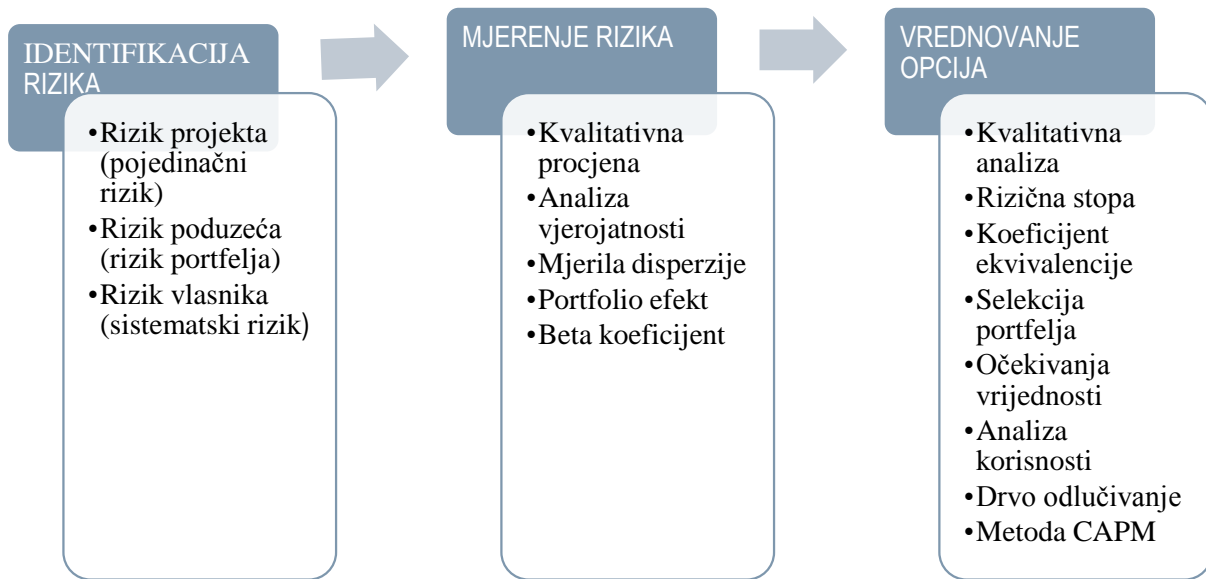 IDENTIFIKACIJA
RIZIKA
•Rizik projekta
(pojedinačni
rizik)
•Rizik poduzeća
(rizik portfelja)
•Rizik vlasnika
(sistematski rizik)
MJERENJE RIZIKA
•Kvalitativna
procjena
•Analiza
vjerojatnosti
•Mjerila disperzije
•Portfolio efekt
•Beta koeficijent
VREDNOVANJE
OPCIJA
•Kvalitativna
analiza
•Rizična stopa
•Koeficijent
ekvivalencije
•Selekcija
portfelja
•Očekivanja
vrijednosti
•Analiza
korisnosti
•Drvo odlučivanje
•Metoda CAPM